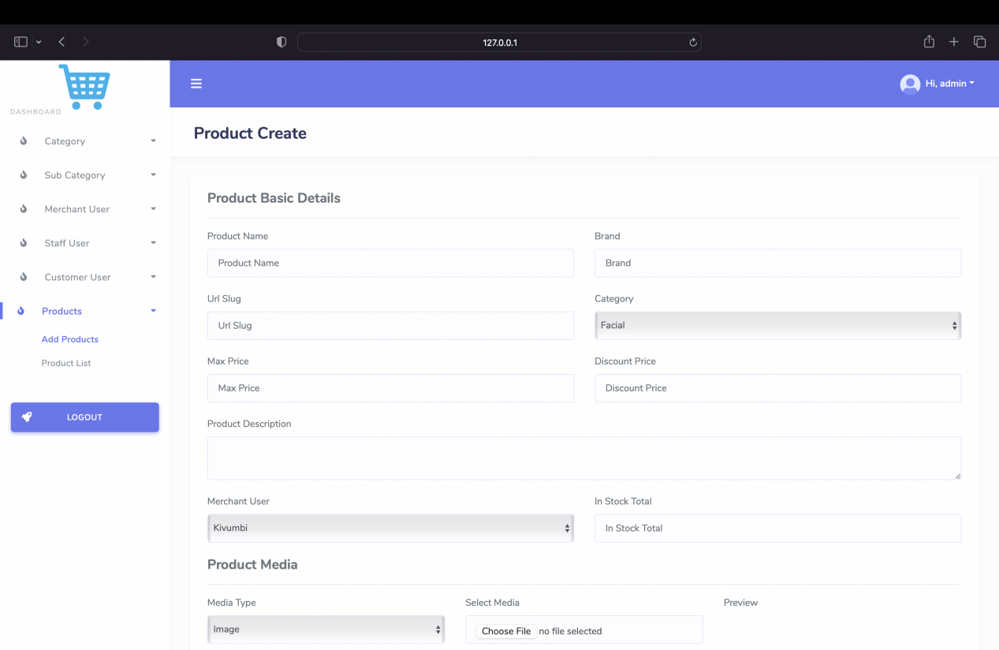 127.0.0.1
Hi, admin
DASHBOARD
Category
Sub Category
Merchant User
Staff User
Customer User
Products
Add Products
Product List
LOGOUT
Product Create
Product Basic Details
Product Name
Brand
Product Name
Brand
Url Slug
Category
Url Slug
Facial
Max Price
Discount Price
Max Price
Discount Price
Product Description
Merchant User
In Stock Total
Kivumbi
In Stock Total
Product Media
Media Type
Select Media
Preview
Image
Choose File no file selected